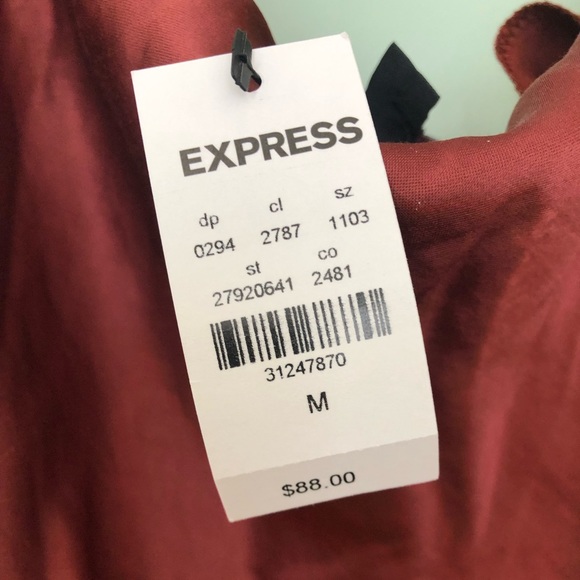 EXPRESS
dp cl sz
0294 2787 1103
st co
27920641 2481
31247870
M
$88.00